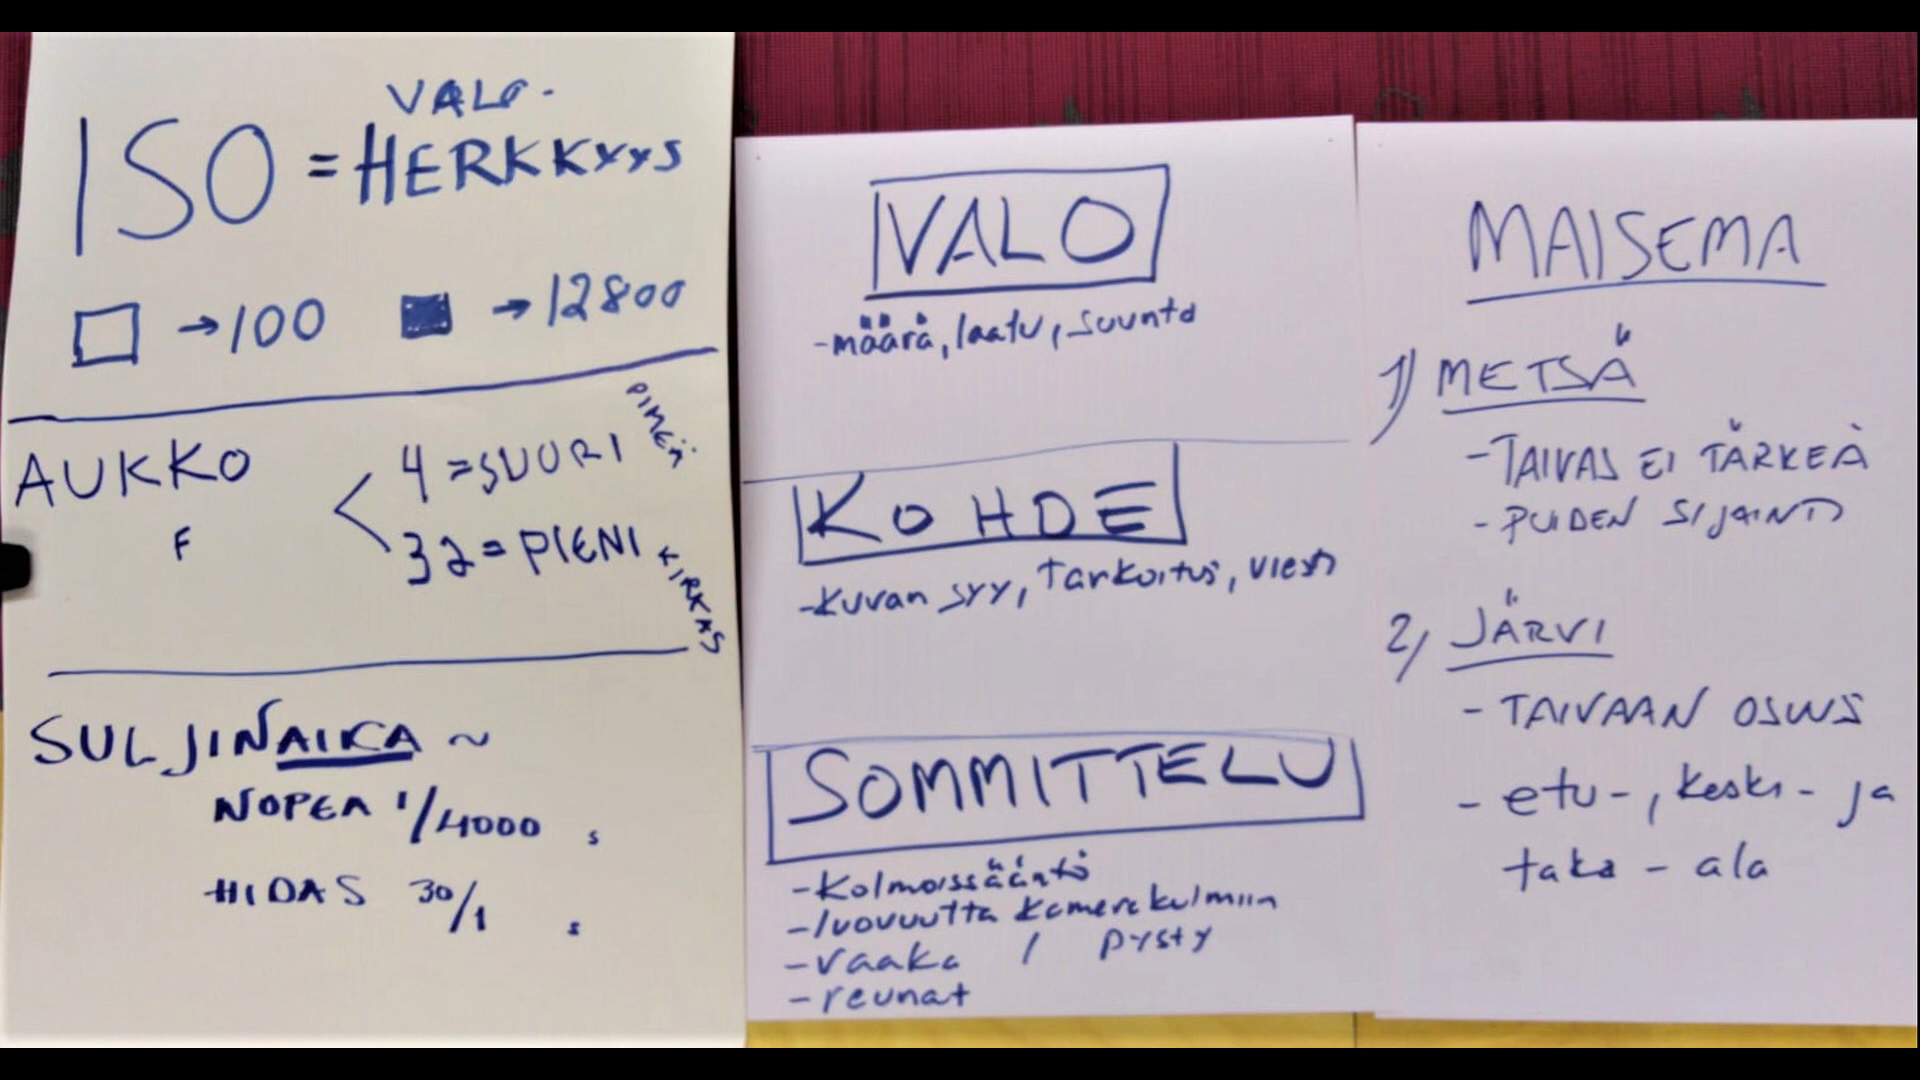 VALO-
ISO = HERKKYYS
→ 100 → 12800
AUKKO
F
4 = SUURI PIMEÄ
32 = PIENI KIRKAS
SULJINAIKA ~
NOPEA 1/4000 s
HIDAS 30/1 s
VALO
- määrä, laatu, suunta
KOHDE
- kuvan syy, tarkoitus, viesti
SOMMITTELU
- kolmoissääntö
- luovuutta kamerakulmiin
- vaaka / pysty
- reunat
MAISEMA
1) METSÄ
- TAIVAS EI TÄRKEÄ
- PUIDEN SIJAINTI
2) JÄRVI
- TAIVAAN OSUUS
- etu-, keski- ja
taka-ala